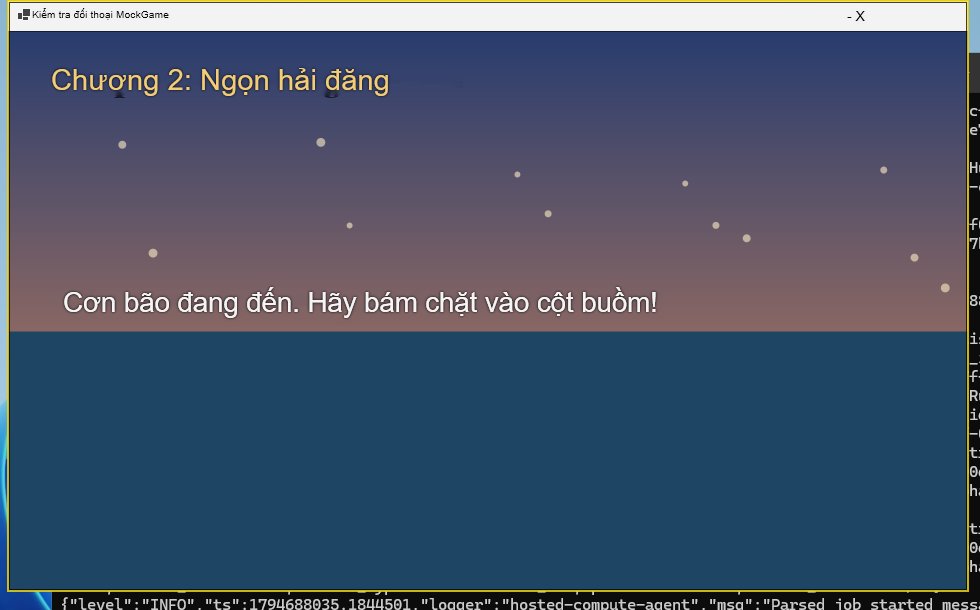 Kiểm tra đối thoại MockGame
- X
Chương 2: Ngọn hải đăng
Cơn bão đang đến. Hãy bám chặt vào cột buồm!
{"level":"INFO","ts":1794688035.1844501,"logger":"hosted-compute-agent","msg":"Parsed job started mes